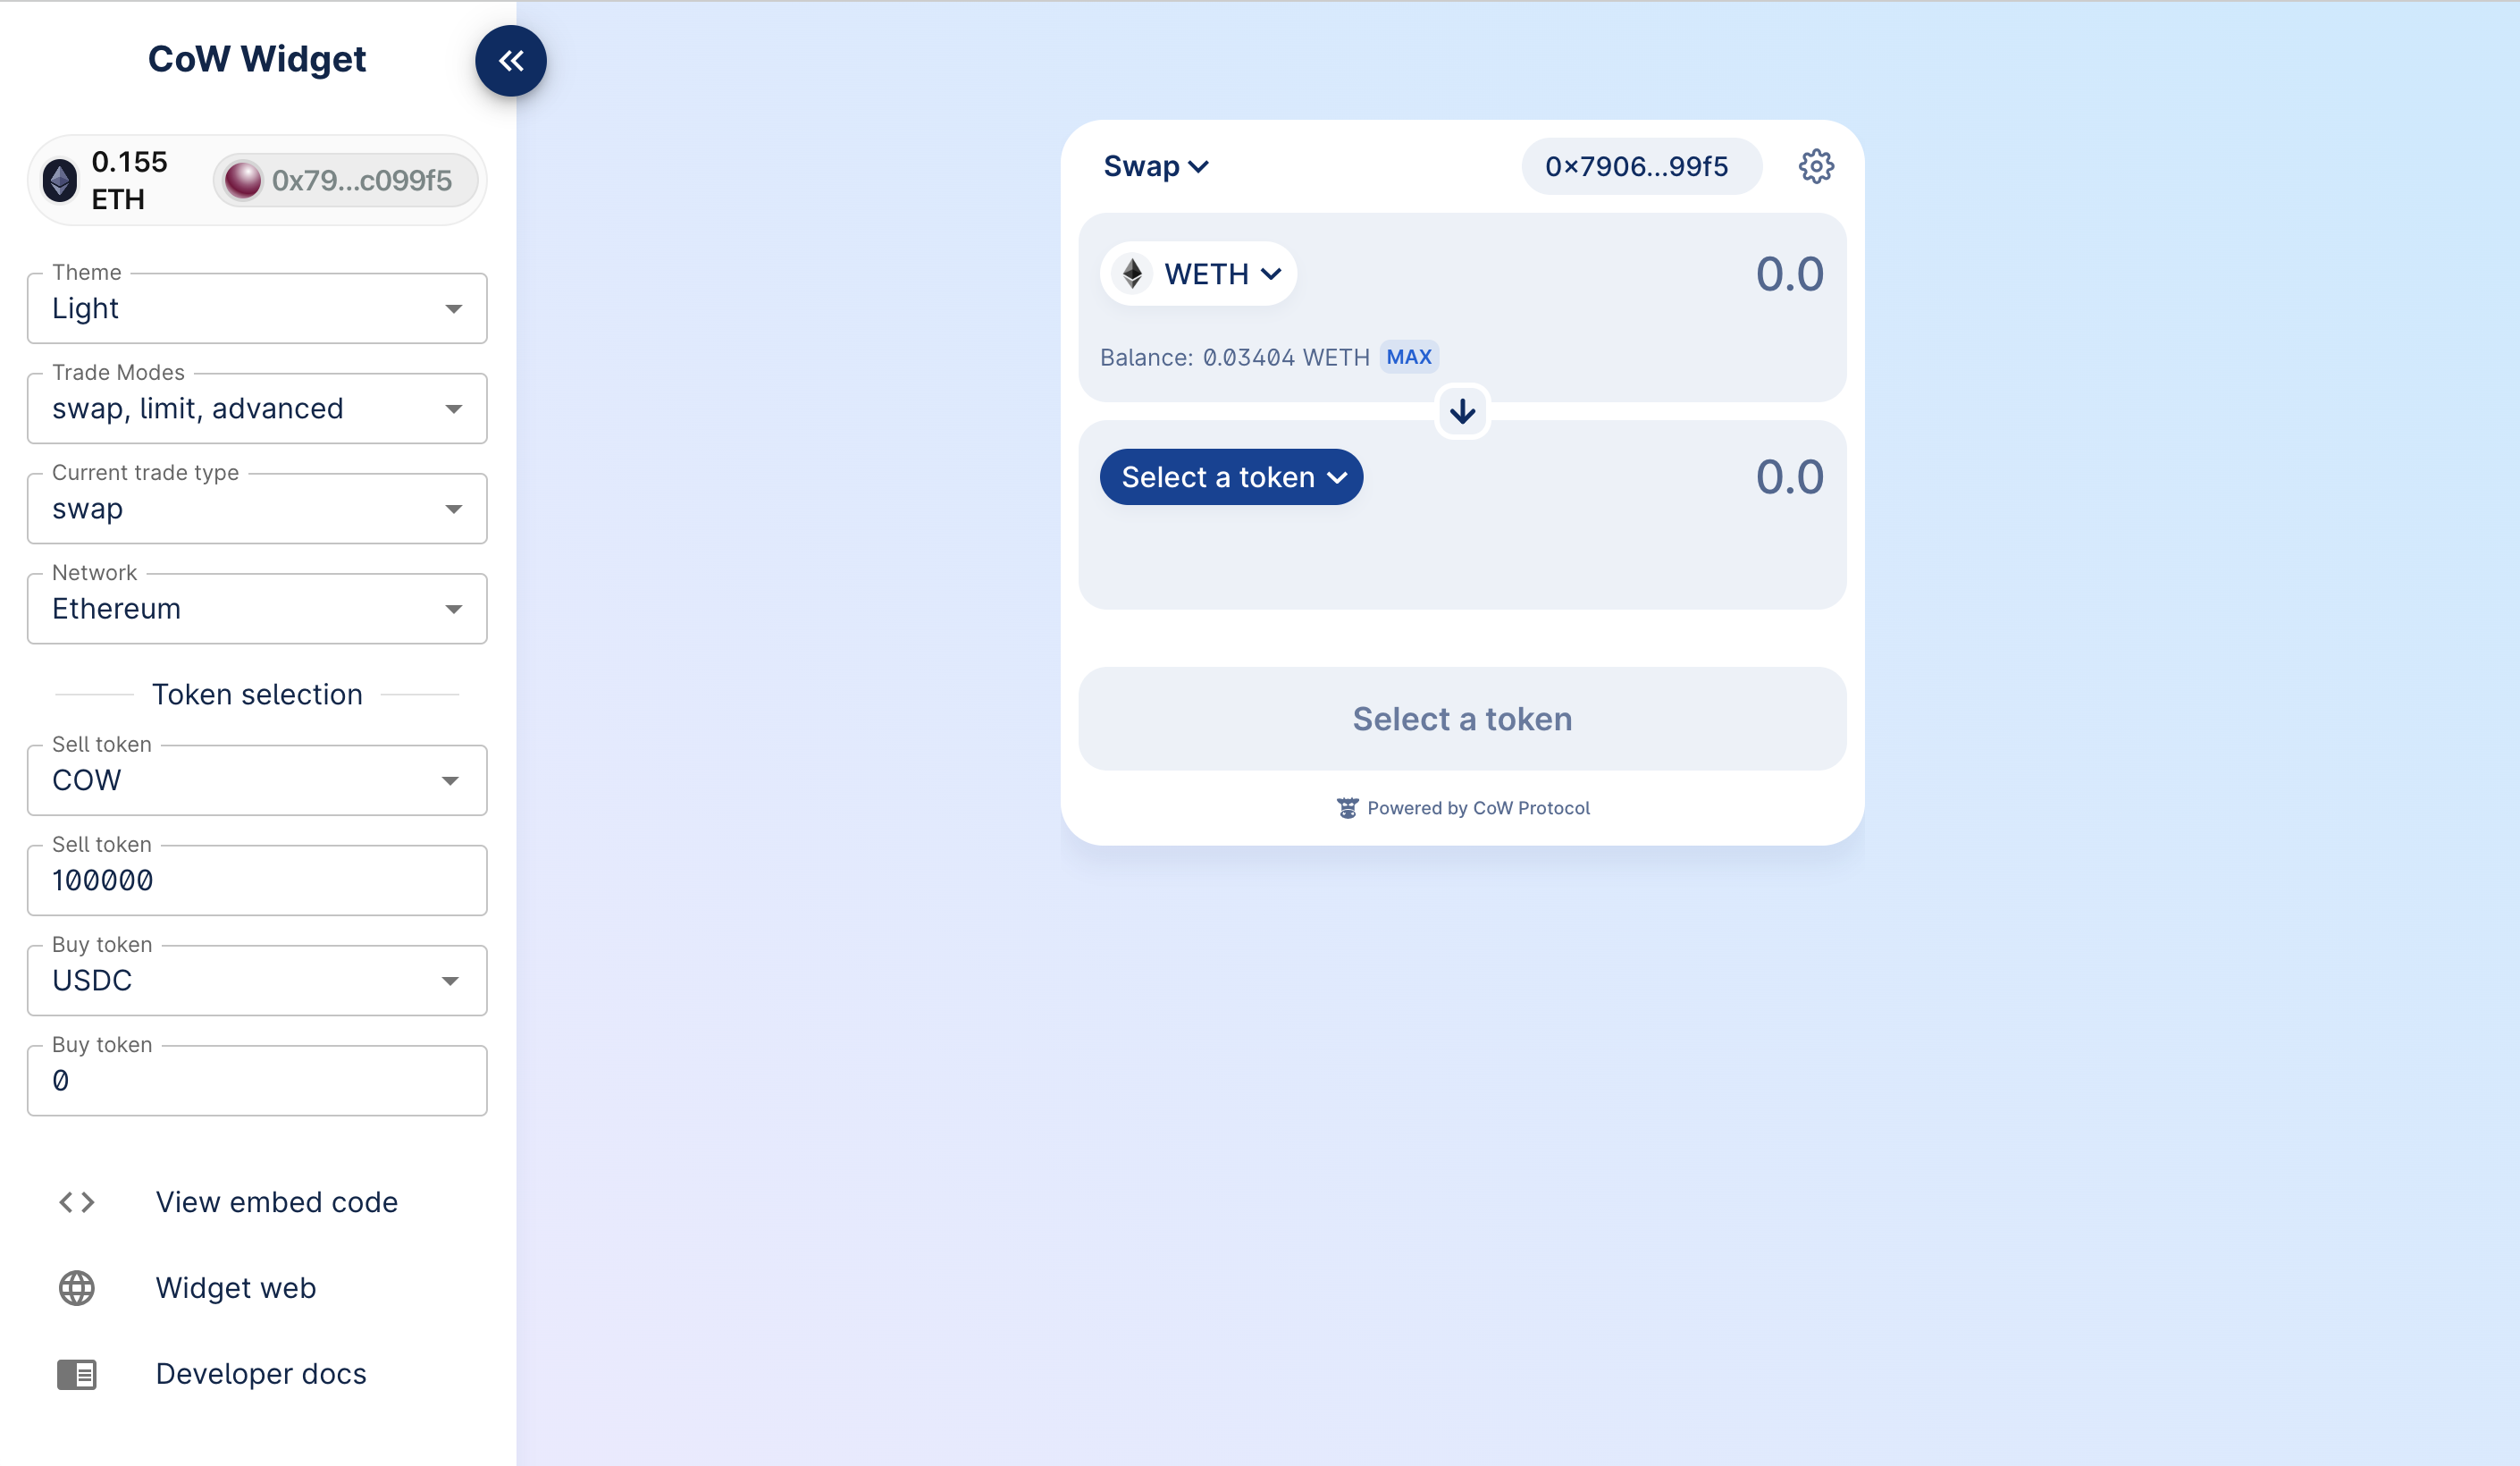 CoW Widget
0.155
ETH
0x79...c099f5
Theme
Light
Trade Modes
swap, limit, advanced
Current trade type
swap
Network
Ethereum
Token selection
Sell token
COW
Sell token
100000
Buy token
USDC
Buy token
0
View embed code
Widget web
Developer docs
Swap
0x7906...99f5
WETH
0.0
Balance: 0.03404 WETH MAX
Select a token
0.0
Select a token
Powered by CoW Protocol